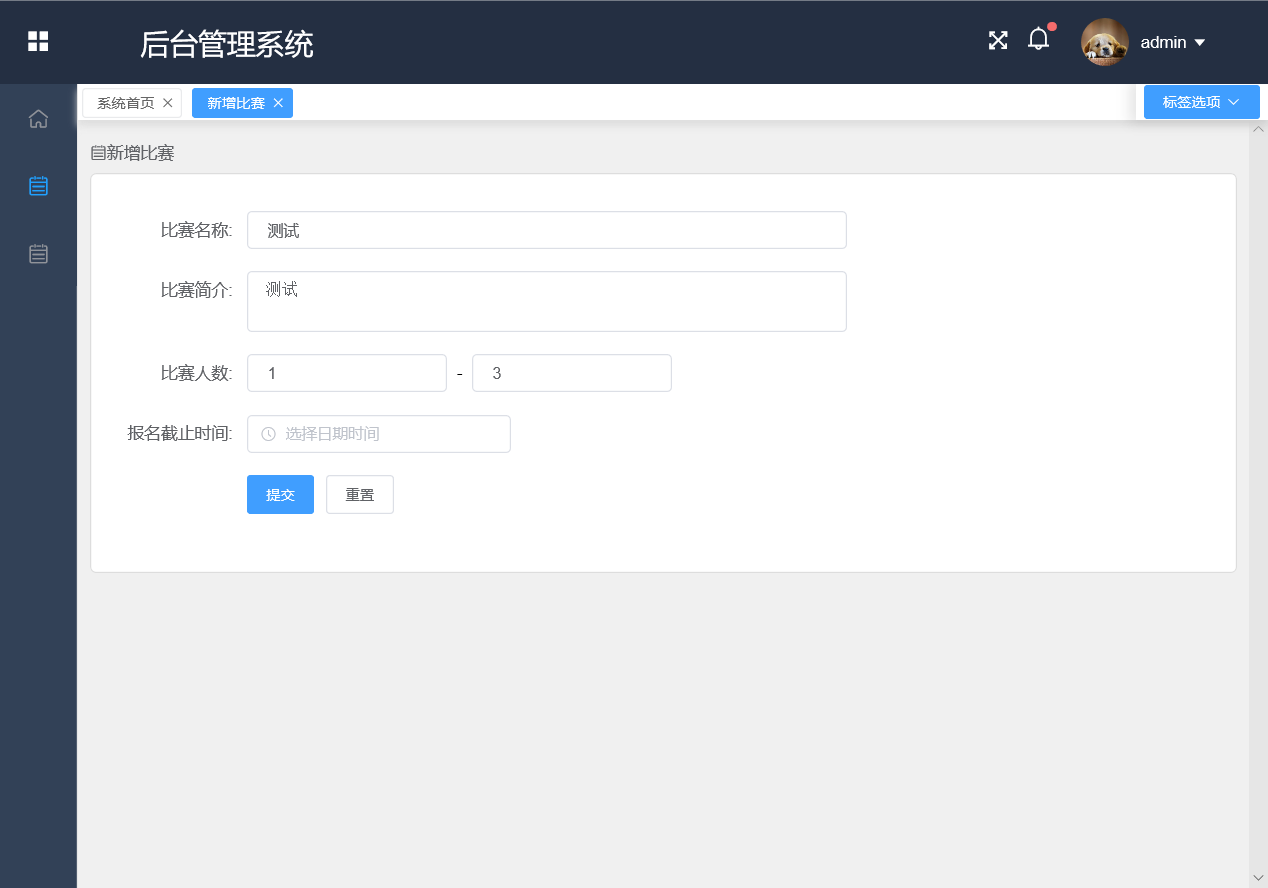 后台管理系统
admin
系统首页
新增比赛
标签选项
新增比赛
比赛名称:
测试
比赛简介:
测试
比赛人数:
1 - 3
报名截止时间:
选择日期时间
提交
重置